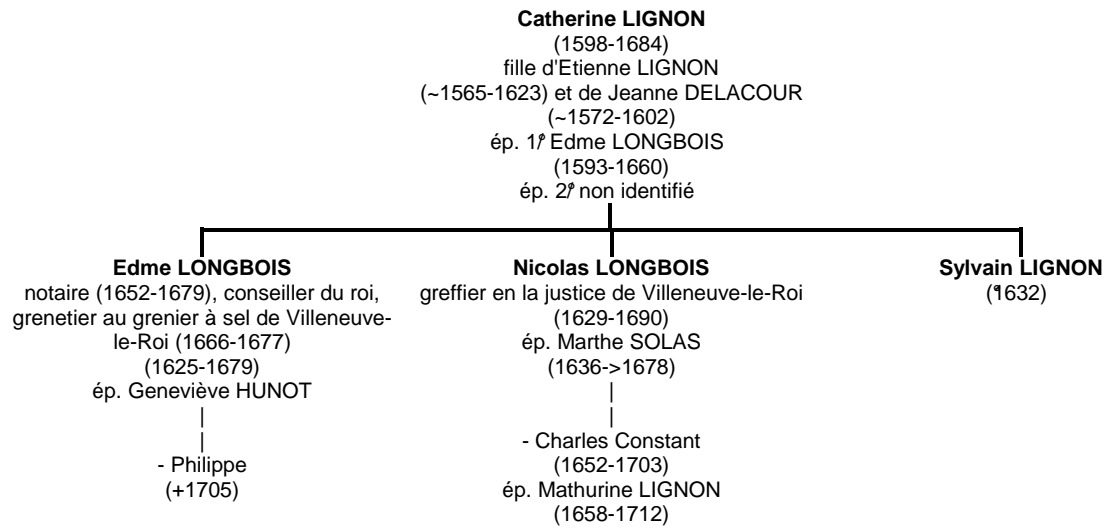 Catherine LIGNON
(1598-1684)
fille d'Etienne LIGNON
(~1565-1623) et de Jeanne DELACOUR
(~1572-1602)
ép. 1/° Edme LONGBOIS
(1593-1660)
ép. 2/° non identifié
Edme LONGBOIS
notaire (1652-1679), conseiller du roi,
grenetier au grenier à sel de Villeneuve-
le-Roi (1666-1677)
(1625-1679)
ép. Geneviève HUNOT
|
|
- Philippe
(+1705)
Nicolas LONGBOIS
greffier en la justice de Villeneuve-le-Roi
(1629-1690)
ép. Marthe SOLAS
(1636->1678)
|
|
- Charles Constant
(1652-1703)
ép. Mathurine LIGNON
(1658-1712)
Sylvain LIGNON
(°1632)